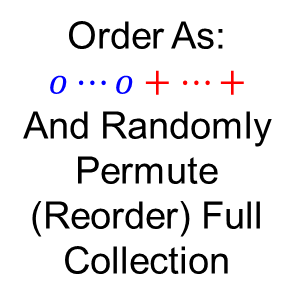 Order As:
o ⋯ o + ⋯ +
And Randomly
Permute
(Reorder) Full
Collection